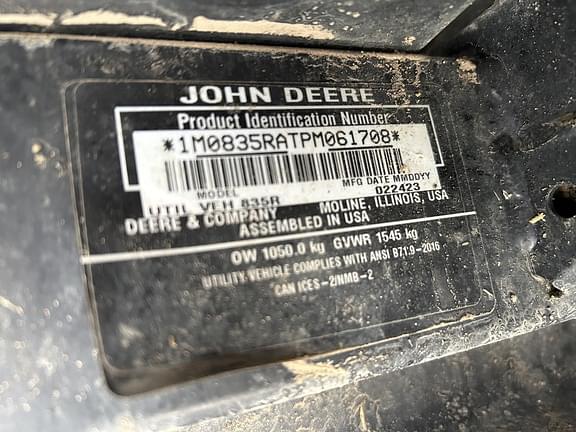 JOHN DEERE
Product Identification Number
*1M0835RATPM061708*
MODEL MFG DATE MMDDYY
UTIL VEH 835R 022423
DEERE & COMPANY MOLINE, ILLINOIS, USA
ASSEMBLED IN USA
OW 1050.0 kg GVWR 1545 kg
UTILITY VEHICLE COMPLIES WITH ANSI B71.9-2016
CAN ICES-2/NMB-2